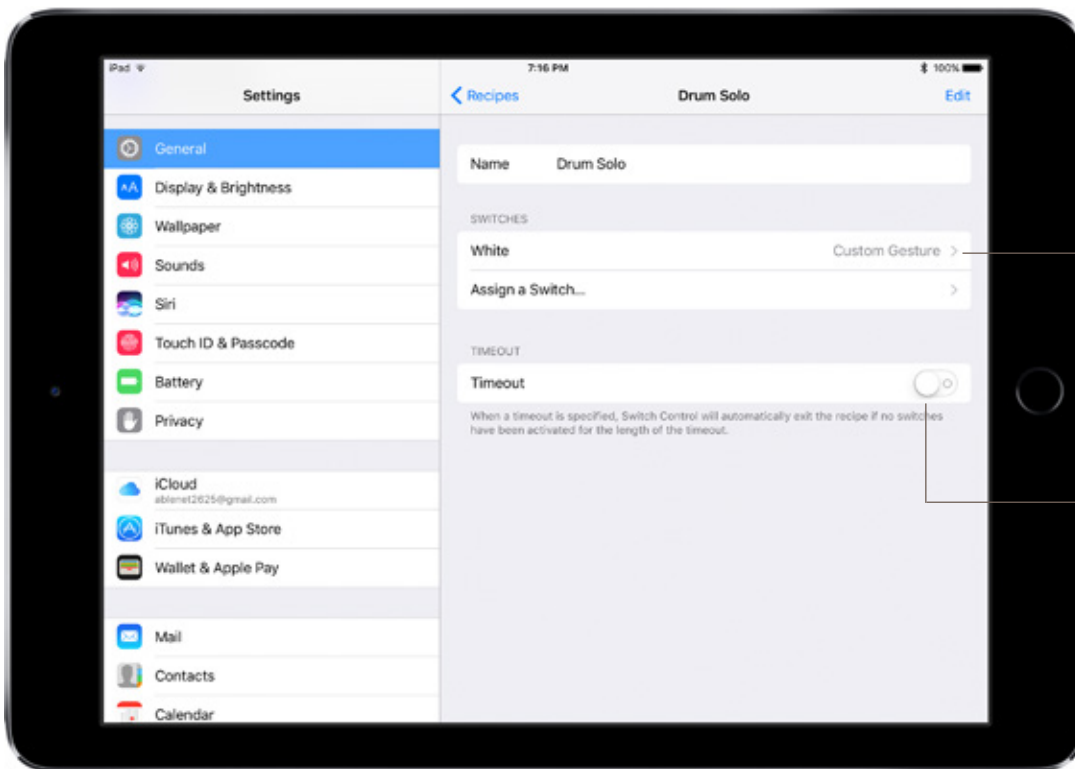 iPad 7:16 PM 100%
Settings
General
Display & Brightness
Wallpaper
Sounds
Siri
Touch ID & Passcode
Battery
Privacy
iCloud
ablenet2625@gmail.com
iTunes & App Store
Wallet & Apple Pay
Mail
Contacts
Calendar
Recipes Drum Solo Edit
Name Drum Solo
SWITCHES
White Custom Gesture
Assign a Switch...
TIMEOUT
Timeout
When a timeout is specified, Switch Control will automatically exit the recipe if no switches
have been activated for the length of the timeout.